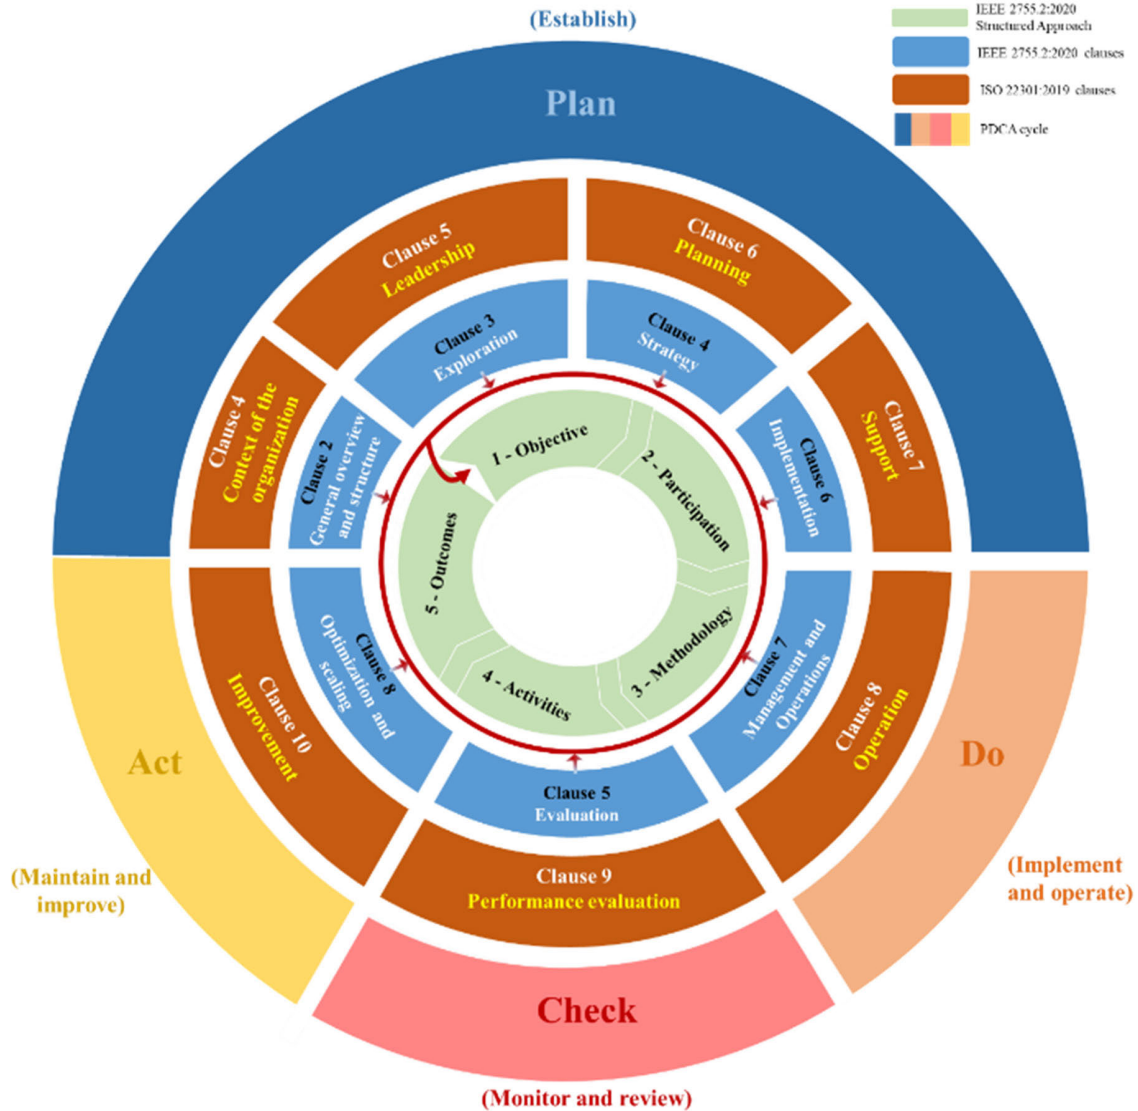 (Establish)
Plan
IEEE 2755.2:2020
Structured Approach
IEEE 2755.2:2020 clauses
ISO 22301:2019 clauses
PDCA cycle
Clause 5
Leadership
Clause 6
Planning
Clause 4
Context of the
organization
Clause 7
Support
Clause 3
Exploration
Clause 4
Strategy
Clause 2
General overview
and structure
Clause 6
Implementation
1 - Objective
2 - Participation
3 - Methodology
4 - Activities
5 - Outcomes
Clause 8
Optimization and
scaling
Clause 7
Management and
Operations
Clause 5
Evaluation
Clause 10
Improvement
Clause 8
Operation
Clause 9
Performance evaluation
Act
Do
(Maintain and
improve)
(Implement
and operate)
Check
(Monitor and review)